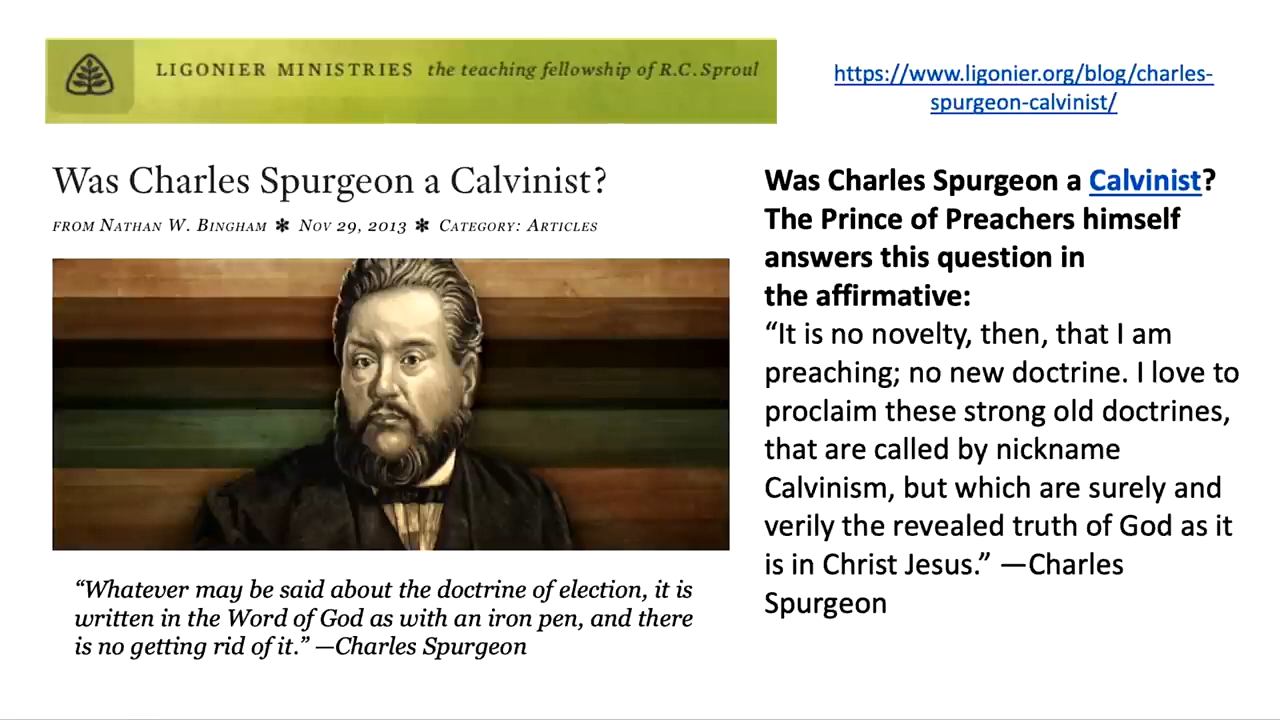 LIGONIER MINISTRIES the teaching fellowship of R.C. Sproul
https://www.ligonier.org/blog/charles-
spurgeon-calvinist/
Was Charles Spurgeon a Calvinist?
FROM NATHAN W. BINGHAM ✻ NOV 29, 2013 ✻ CATEGORY: ARTICLES
“Whatever may be said about the doctrine of election, it is
written in the Word of God as with an iron pen, and there
is no getting rid of it.” —Charles Spurgeon
Was Charles Spurgeon a Calvinist?
The Prince of Preachers himself
answers this question in
the affirmative:
“It is no novelty, then, that I am
preaching; no new doctrine. I love to
proclaim these strong old doctrines,
that are called by nickname
Calvinism, but which are surely and
verily the revealed truth of God as it
is in Christ Jesus.” —Charles
Spurgeon